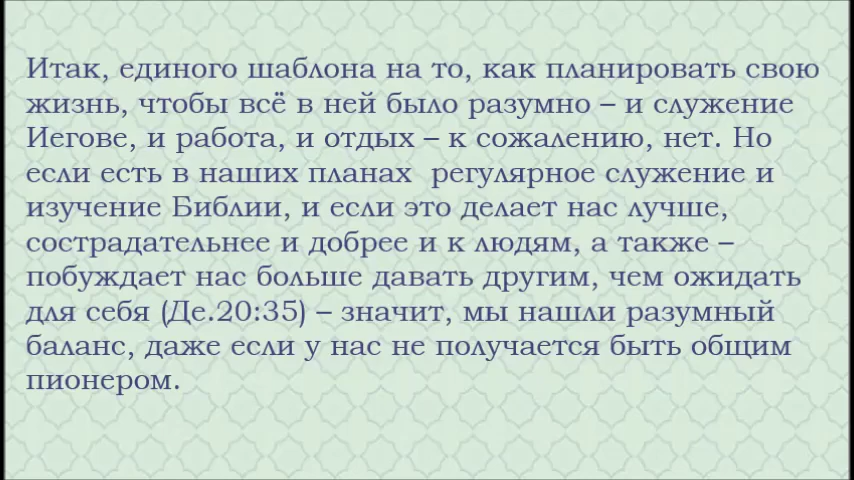 Итак, единого шаблона на то, как планировать свою
жизнь, чтобы всё в ней было разумно – и служение
Иегове, и работа, и отдых – к сожалению, нет. Но
если есть в наших планах  регулярное служение и
изучение Библии, и если это делает нас лучше,
сострадательнее и добрее и к людям, а также –
побуждает нас больше давать другим, чем ожидать
для себя (Де.20:35) – значит, мы нашли разумный
баланс, даже если у нас не получается быть общим
пионером.